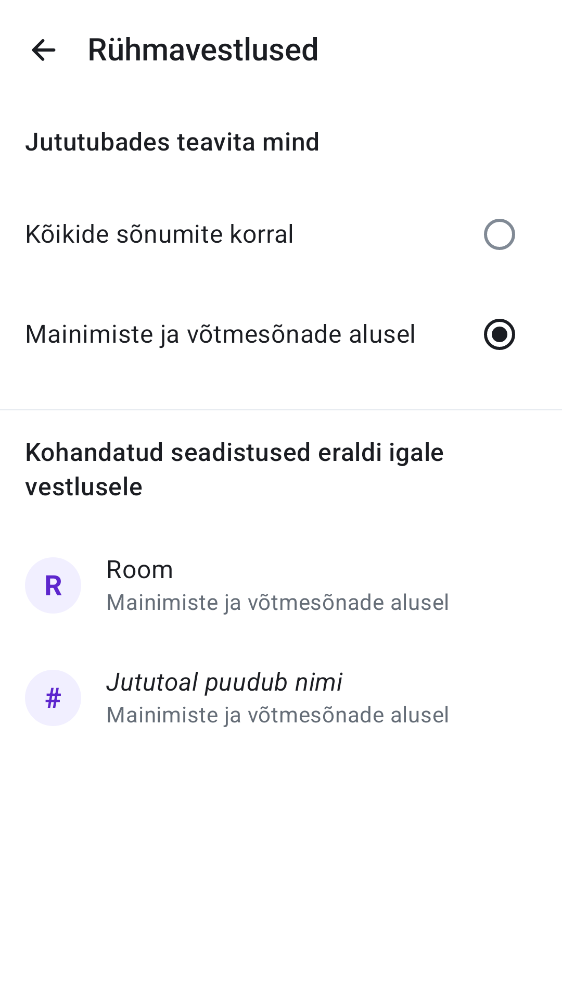 Rühmavestlused
Jututubades teavita mind
Kõikide sõnumite korral
Mainimiste ja võtmesõnade alusel
Kohandatud seadistused eraldi igale
vestlusele
R
Room
Mainimiste ja võtmesõnade alusel
#
Jututoal puudub nimi
Mainimiste ja võtmesõnade alusel